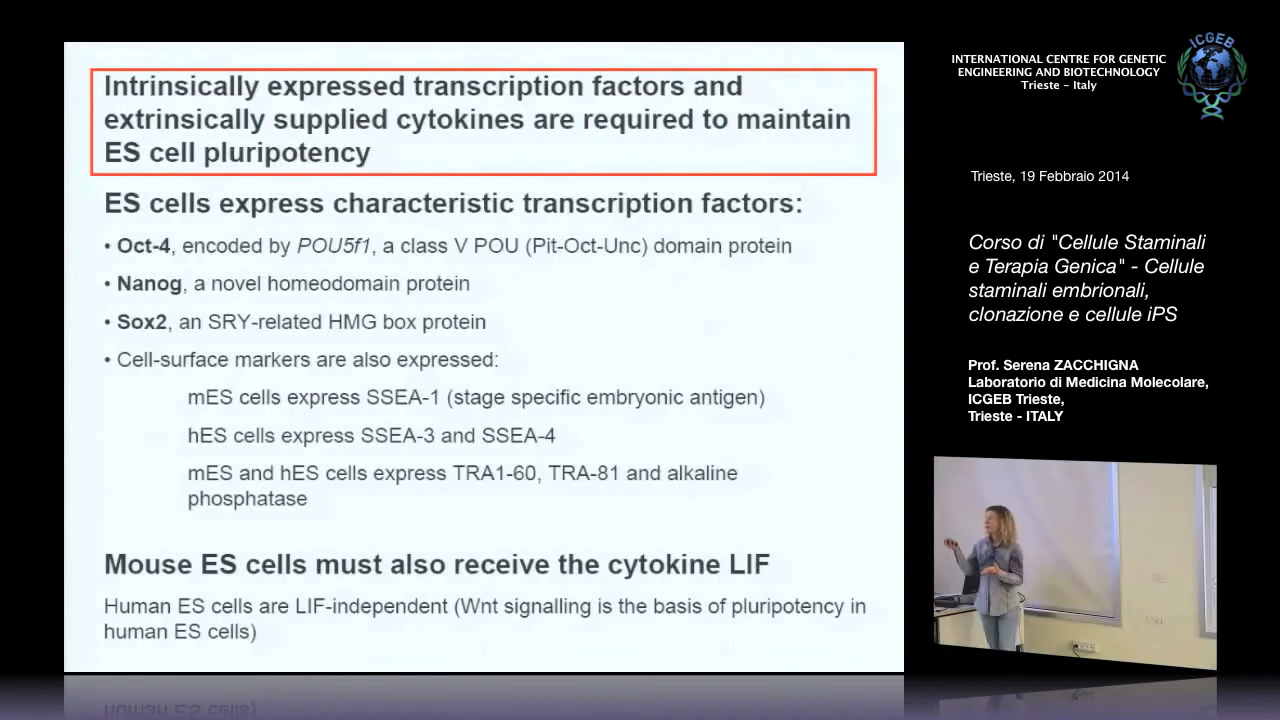 Intrinsically expressed transcription factors and
extrinsically supplied cytokines are required to maintain
ES cell pluripotency
ES cells express characteristic transcription factors:
• Oct-4, encoded by POU5f1, a class V POU (Pit-Oct-Unc) domain protein
• Nanog, a novel homeodomain protein
• Sox2, an SRY-related HMG box protein
• Cell-surface markers are also expressed:
mES cells express SSEA-1 (stage specific embryonic antigen)
hES cells express SSEA-3 and SSEA-4
mES and hES cells express TRA1-60, TRA-81 and alkaline
phosphatase
Mouse ES cells must also receive the cytokine LIF
Human ES cells are LIF-independent (Wnt signalling is the basis of pluripotency in
human ES cells)
INTERNATIONAL CENTRE FOR GENETIC
ENGINEERING AND BIOTECHNOLOGY
Trieste - Italy
ICGEB
Trieste, 19 Febbraio 2014
Corso di "Cellule Staminali
e Terapia Genica" - Cellule
staminali embrionali,
clonazione e cellule iPS
Prof. Serena ZACCHIGNA
Laboratorio di Medicina Molecolare,
ICGEB Trieste,
Trieste - ITALY